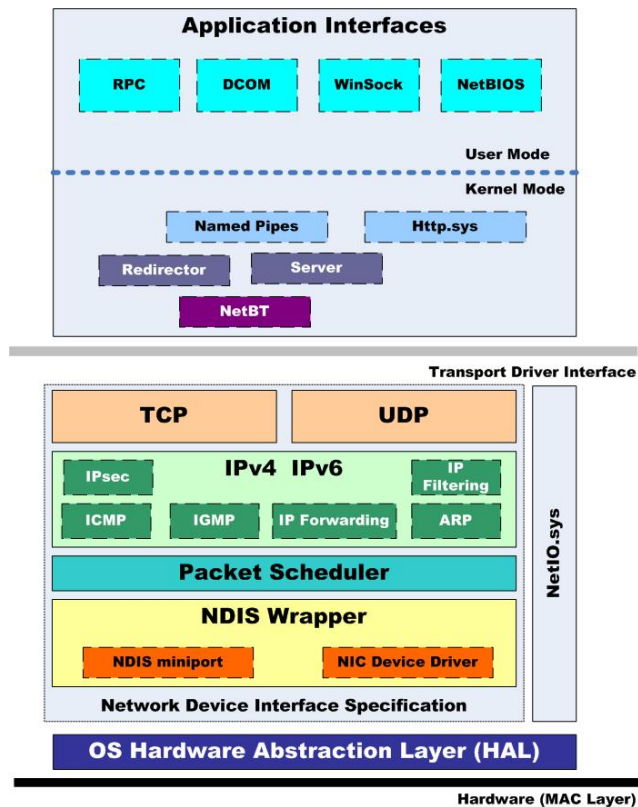 Application Interfaces
RPC
DCOM
WinSock
NetBIOS
User Mode
Kernel Mode
Named Pipes
Http.sys
Redirector
Server
NetBT
Transport Driver Interface
TCP
UDP
IPv4 IPv6
IPsec
IP
Filtering
ICMP
IGMP
IP Forwarding
ARP
NetIO.sys
Packet Scheduler
NDIS Wrapper
NDIS miniport
NIC Device Driver
Network Device Interface Specification
OS Hardware Abstraction Layer (HAL)
Hardware (MAC Layer)